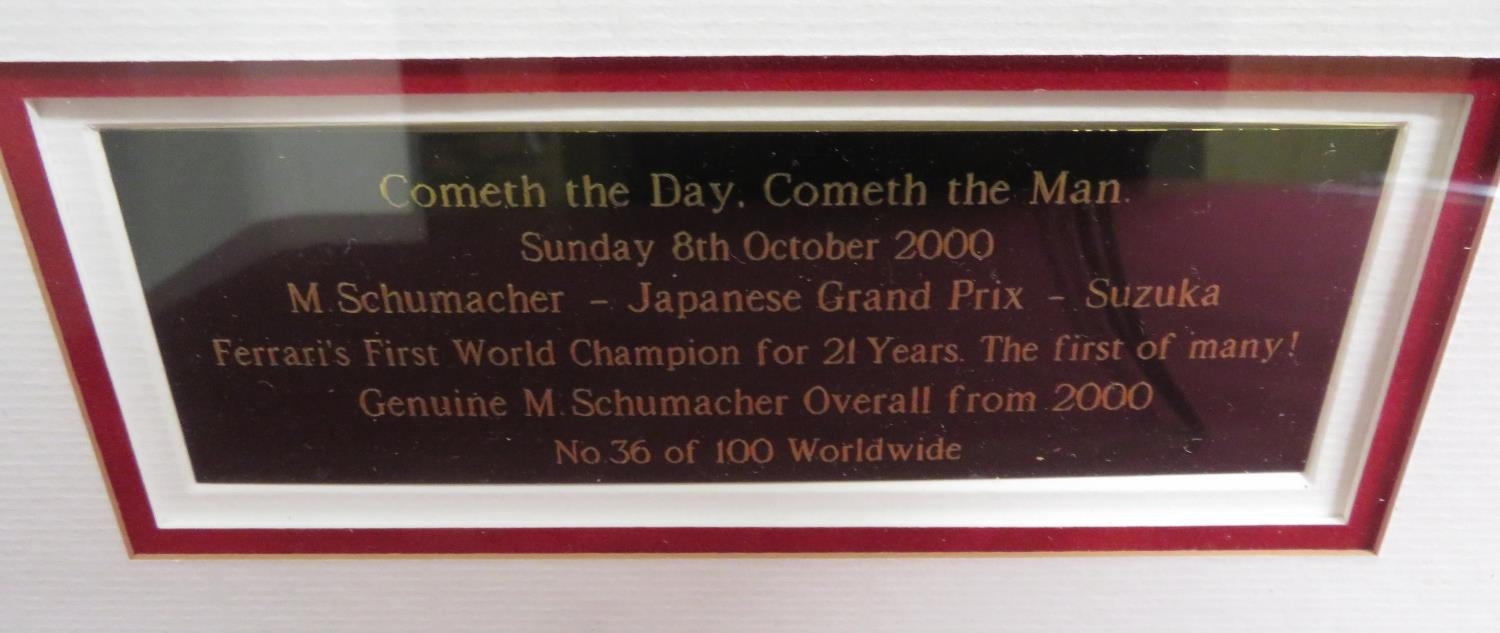 Cometh the Day, Cometh the Man.
Sunday 8th October 2000
M.Schumacher - Japanese Grand Prix - Suzuka
Ferrari's First World Champion for 21 Years. The first of many!
Genuine M.Schumacher Overall from 2000
No.36 of 100 Worldwide